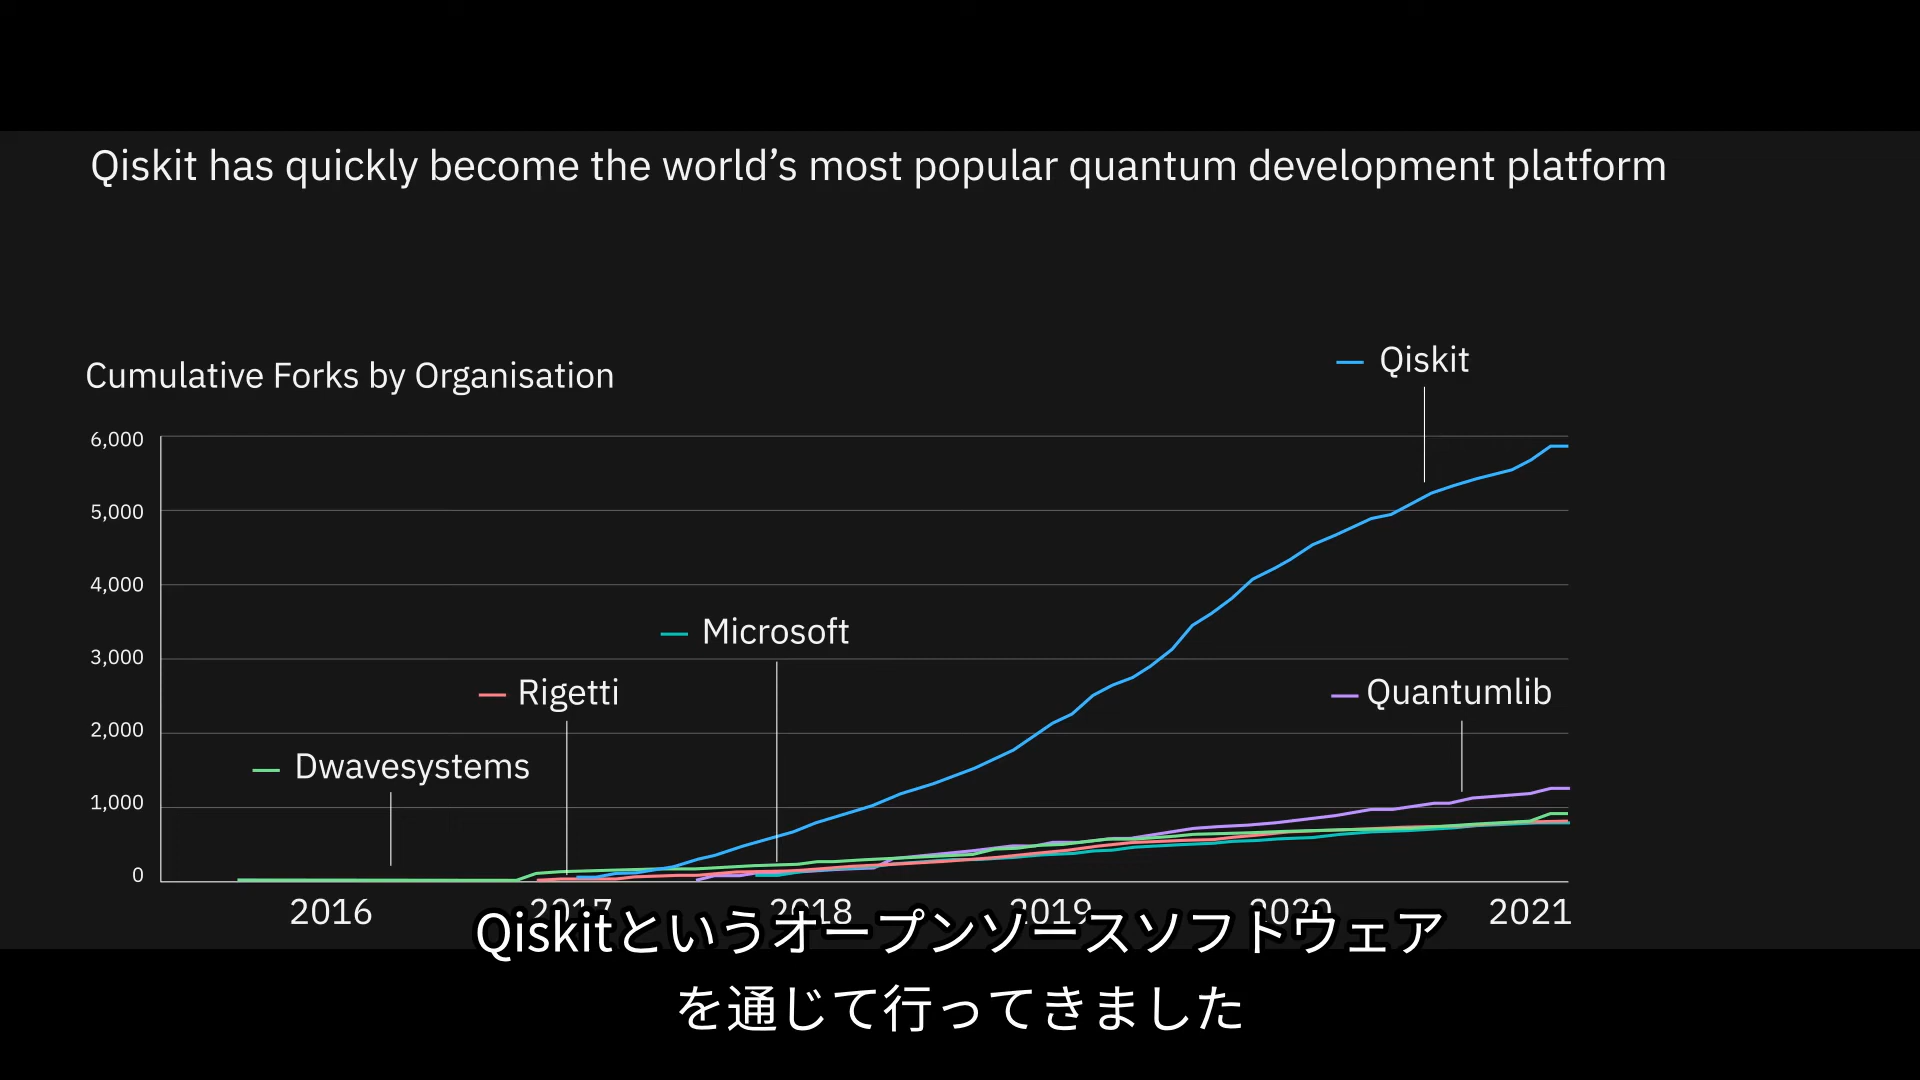 Qiskit has quickly become the world’s most popular quantum development platform
Qiskit
Cumulative Forks by Organisation
6,000
5,000
4,000
Microsoft
3,000
Rigetti
Quantumlib
2,000
Dwavesystems
1,000
0
2016 2017 2018 2019 2020 2021
Qiskitというオープンソースソフトウェア
を通じて行ってきました